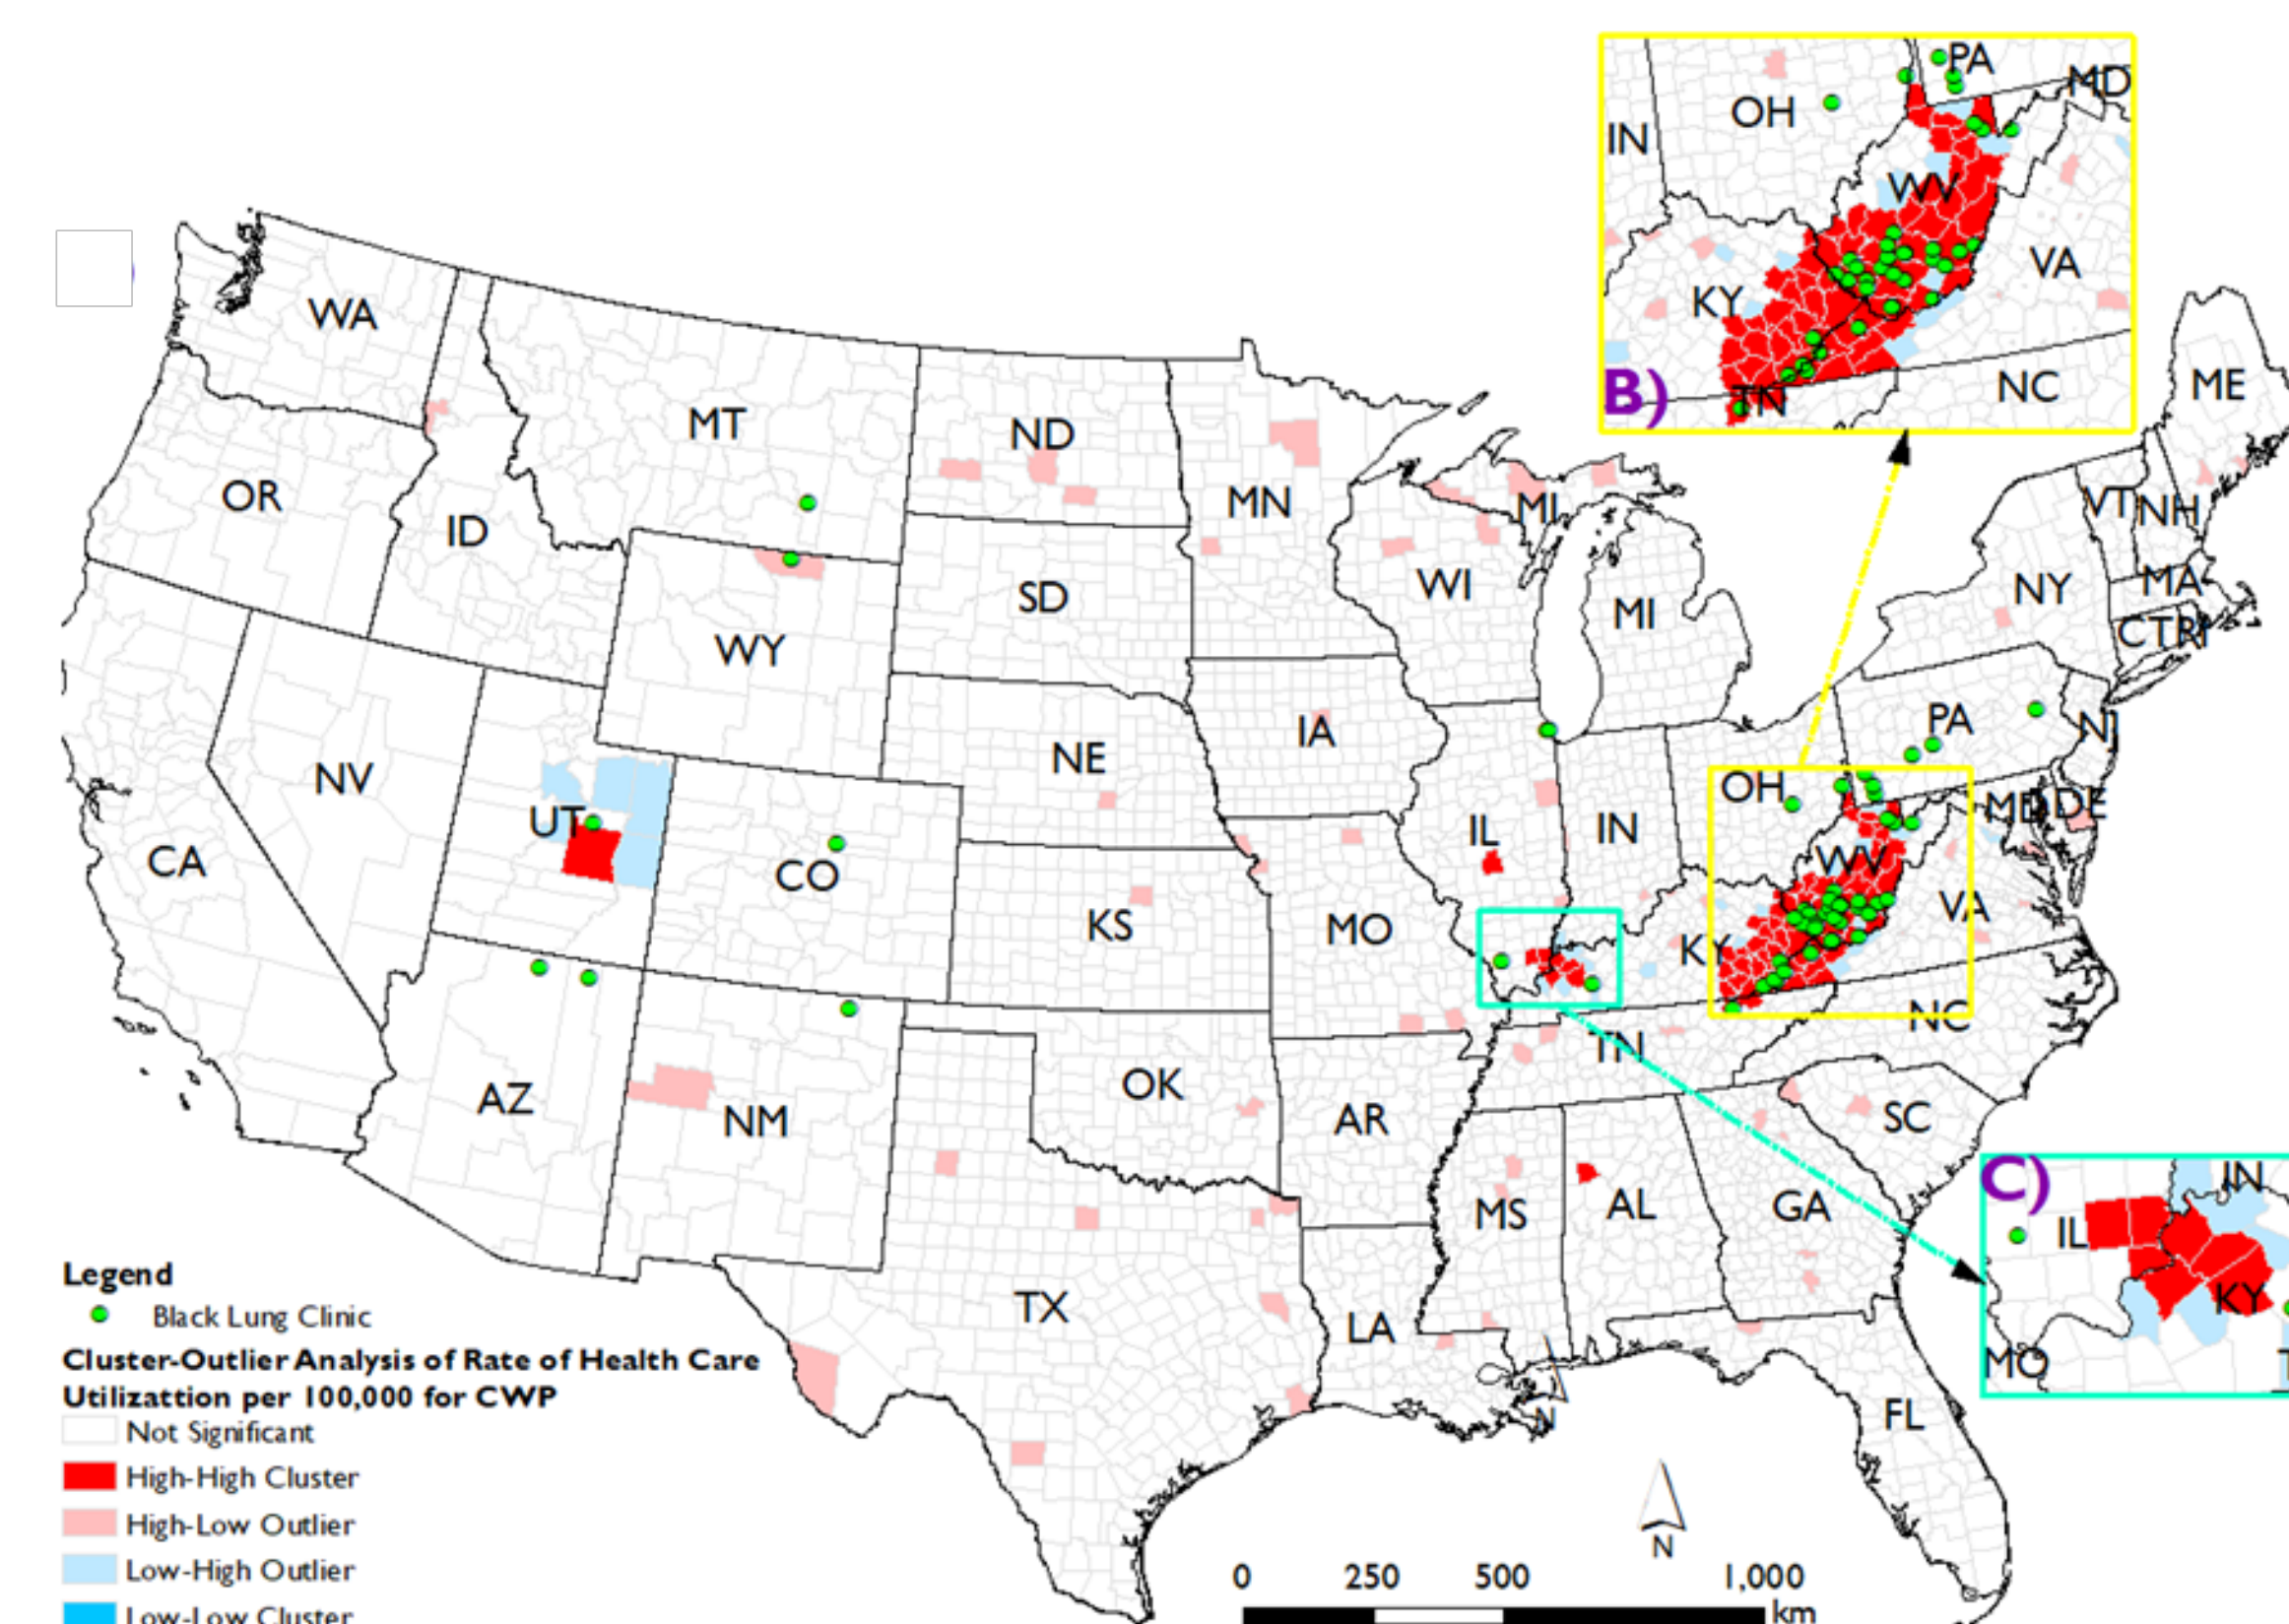 PA
MD
OH
IN
WV
VA
KY
B)
TN
NC
WA
MT
ND
MN
MI
ME
OR
ID
VT
NH
SD
WI
MI
NY
MA
CT
RI
WY
IA
PA
NJ
NE
NV
UT
IL
IN
OH
MD
DE
CA
CO
WV
KS
MO
KY
VA
NC
TN
AZ
NM
OK
AR
SC
MS
AL
GA
C)
IN
IL
KY
MO
T
TX
LA
FL
N
N
Legend
Black Lung Clinic
Cluster-Outlier Analysis of Rate of Health Care
Utilizattion per 100,000 for CWP
Not Significant
High-High Cluster
High-Low Outlier
Low-High Outlier
Low-Low Cluster
0 250 500 1,000
km